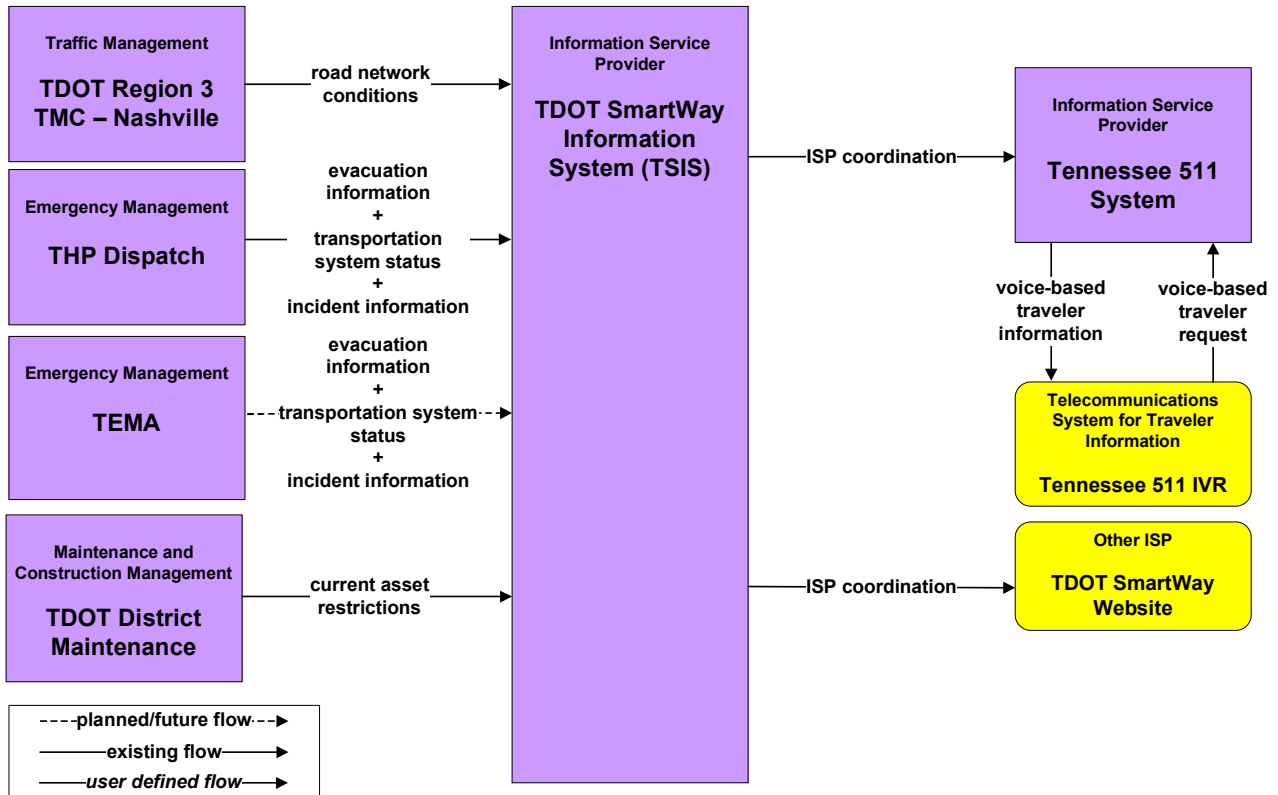 Traffic Management
TDOT Region 3
TMC – Nashville
road network
conditions
Emergency Management
THP Dispatch
evacuation
information
+
transportation
system status
+
incident information
Emergency Management
TEMA
evacuation
information
+
transportation system
status
+
incident information
Maintenance and
Construction Management
TDOT District
Maintenance
current asset
restrictions
planned/future flow
existing flow
user defined flow
Information Service
Provider
TDOT SmartWay
Information
System (TSIS)
ISP coordination
Information Service
Provider
Tennessee 511
System
voice-based
traveler
information
voice-based
traveler
request
Telecommunications
System for Traveler
Information
Tennessee 511 IVR
ISP coordination
Other ISP
TDOT SmartWay
Website